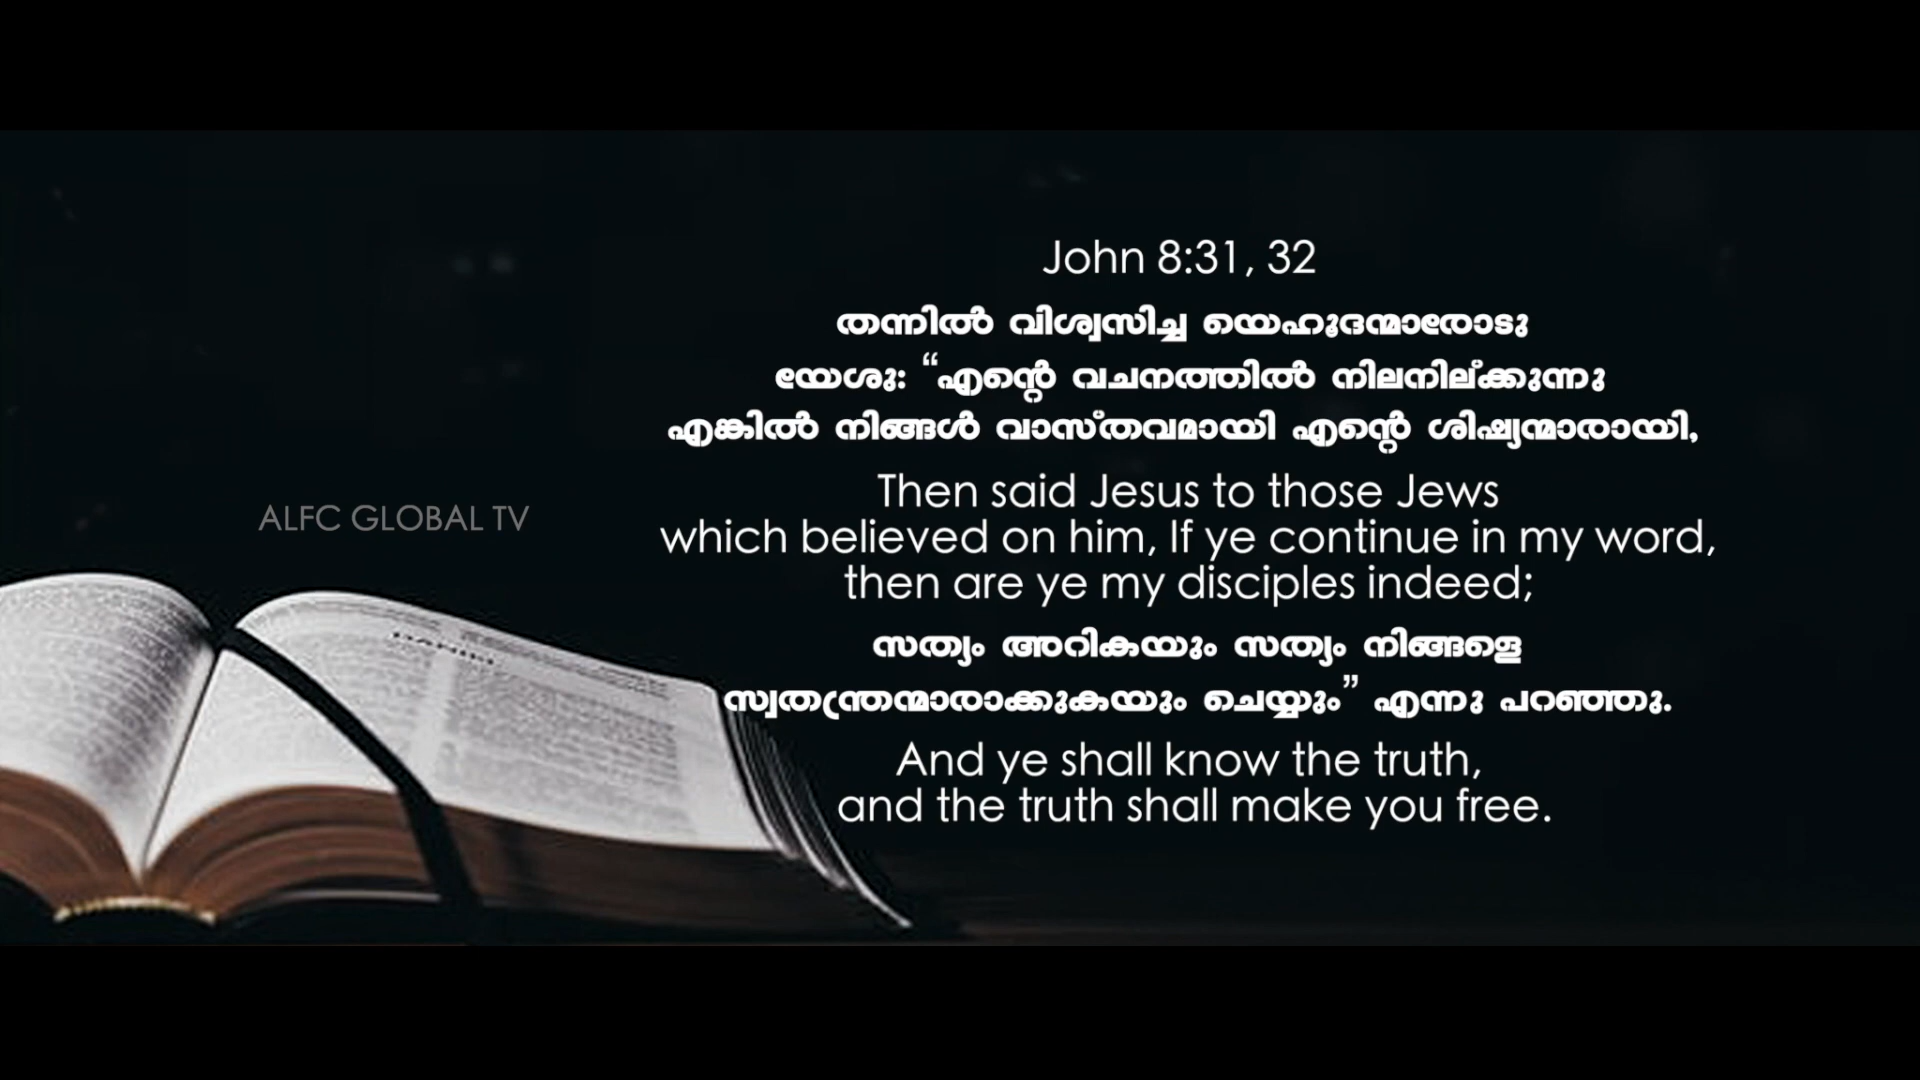 John 8:31, 32
തന്നിൽ വിശ്വസിച്ച യെഹൂദന്മാരോടു
യേശു: “എന്റെ വചനത്തിൽ നിലനില്ക്കുന്നു
എങ്കിൽ നിങ്ങൾ വാസ്തവമായി എന്റെ ശിഷ്യന്മാരായി,
Then said Jesus to those Jews
which believed on him, If ye continue in my word,
then are ye my disciples indeed;
സത്യം അറികയും സത്യം നിങ്ങളെ
സ്വതന്ത്രന്മാരാക്കുകയും ചെയ്യും” എന്നു പറഞ്ഞു.
And ye shall know the truth,
and the truth shall make you free.
ALFC GLOBAL TV
DANIEL